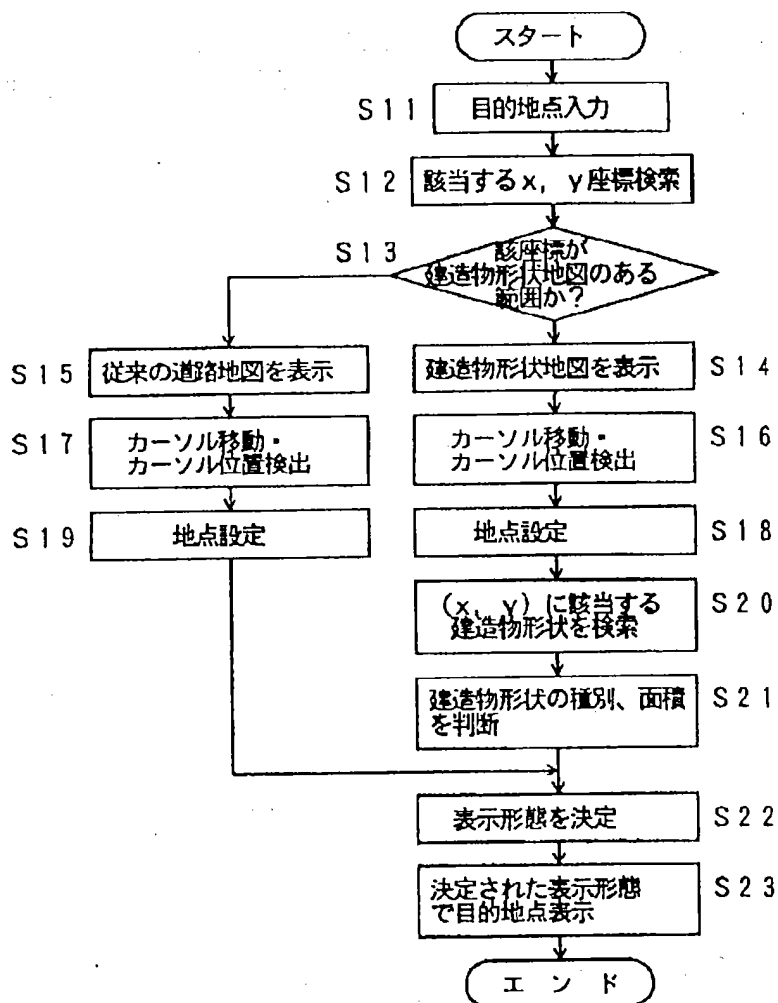 スタート
S11 目的地点入力
S12 該当するx,y座標検索
S13 該座標が
建造物形状地図のある
範囲か?
S15 従来の道路地図を表示
建造物形状地図を表示 S14
S17 カーソル移動・
カーソル位置検出
カーソル移動・ S16
カーソル位置検出
S19 地点設定
地点設定 S18
(x,y)に該当する S20
建造物形状を検索
建造物形状の種別、面積 S21
を判断
表示形態を決定 S22
決定された表示形態 S23
で目的地点表示
エンド